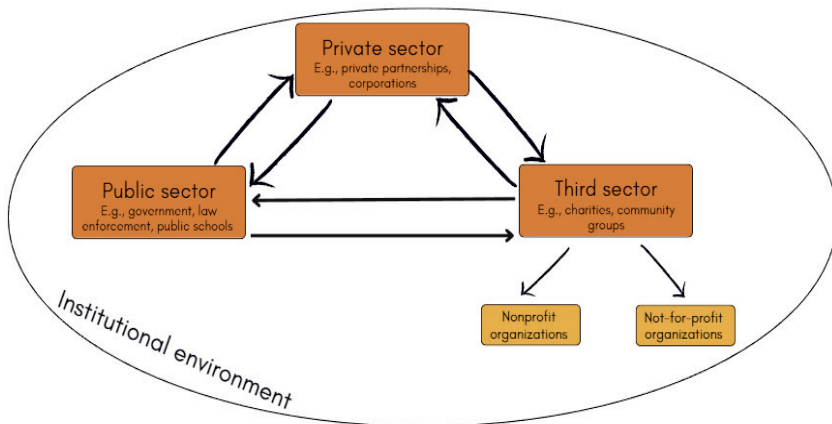 Private sector
E.g., private partnerships,
corporations
Public sector
E.g., government, law
enforcement, public schools
Third sector
E.g., charities, community
groups
Nonprofit
organizations
Not-for-profit
organizations
Institutional environment